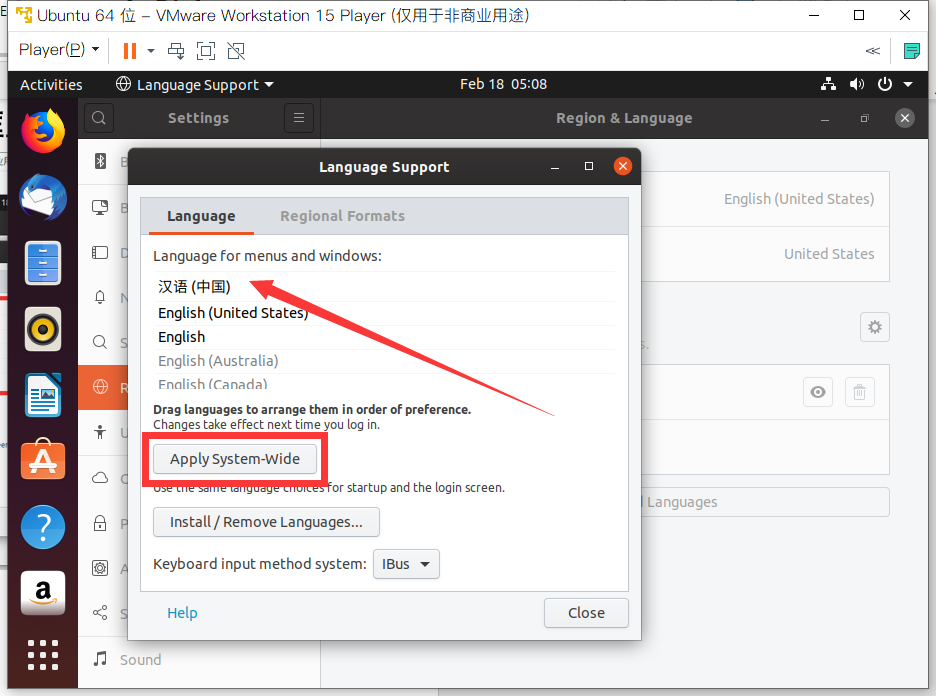 Ubuntu 64 位 - VMware Workstation 15 Player (仅用于非商业用途)
Player(P)
Activities
Language Support
Feb 18 05:08
Settings
Region & Language
Language Support
Language
Regional Formats
English (United States)
Language for menus and windows:
United States
汉语 (中国)
English (United States)
English
English (Australia)
English (Canada)
Drag languages to arrange them in order of preference.
Changes take effect next time you log in.
Apply System-Wide
Use the same language choices for startup and the login screen.
Languages
Install / Remove Languages...
Keyboard input method system:
IBus
Help
Close
Sound